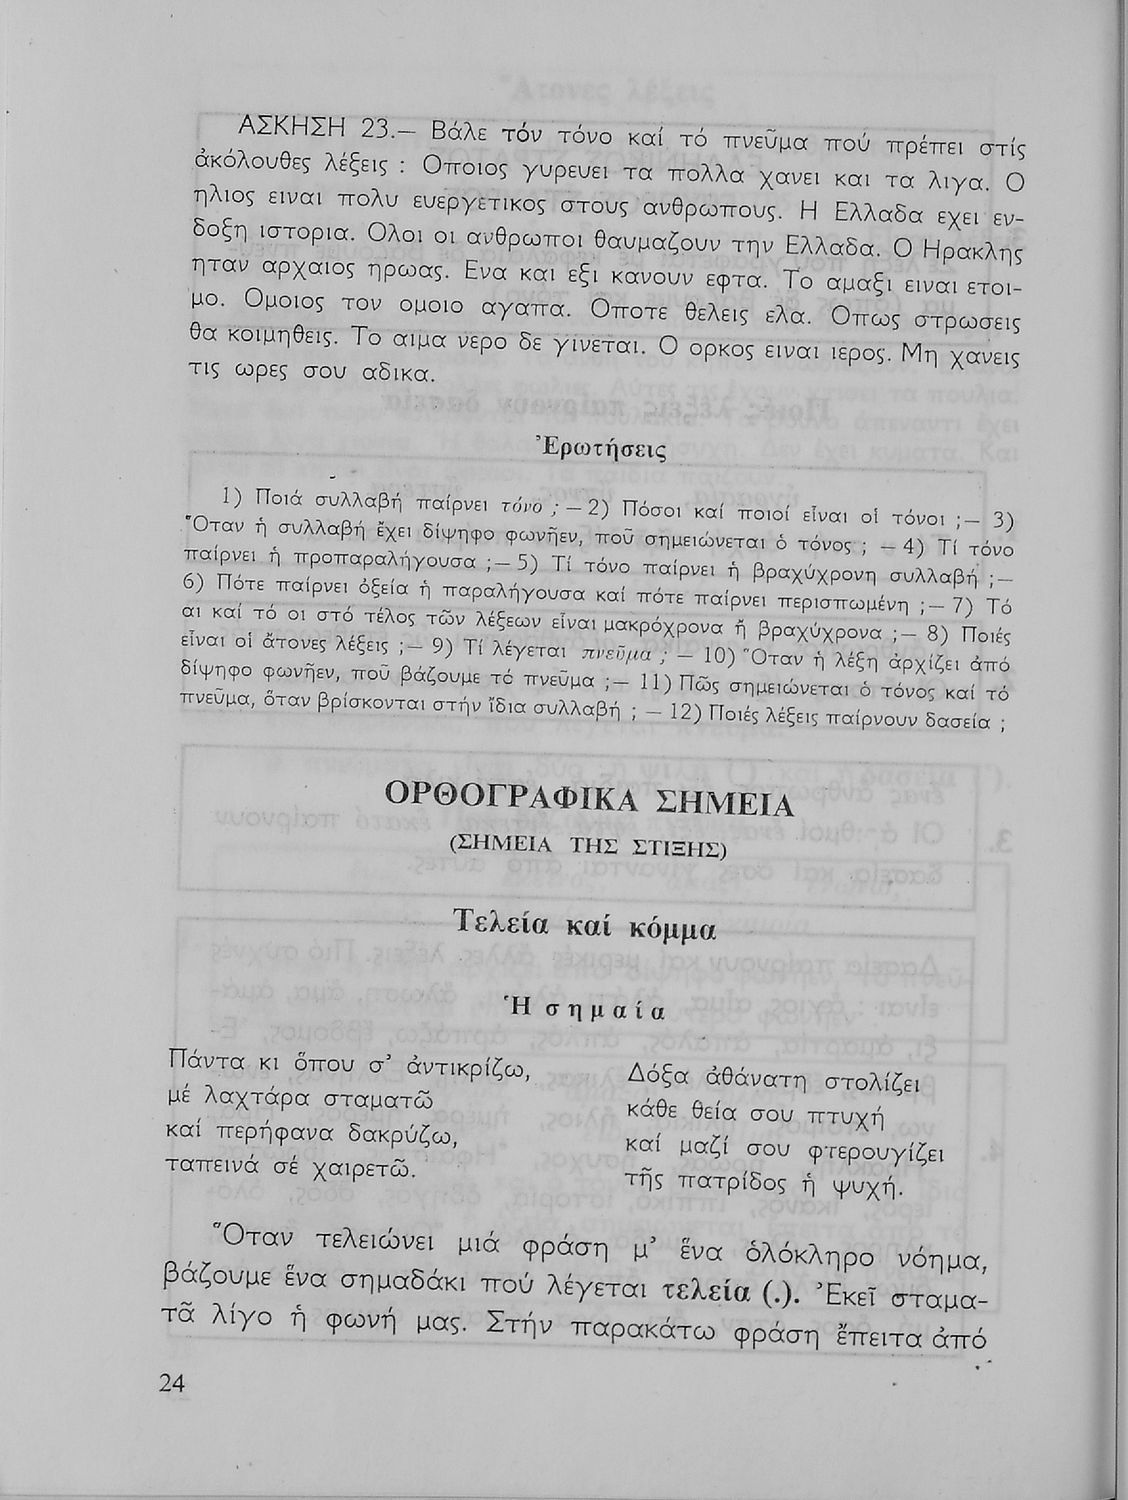 ΑΣΚΗΣΗ 23.— Βάλε τόν τόνο καί τό πνεῦμα πού πρέπει στίς
ἀκόλουθες λέξεις : Οποιος γυρευει τα πολλα χανει και τα λιγα. Ο
ηλιος ειναι πολυ ευεργετικος στους ανθρωπους. Η Ελλαδα εχει εν-
δοξη ιστορια. Ολοι οι ανθρωποι θαυμαζουν την Ελλαδα. Ο Ηρακλης
ηταν αρχαιος ηρωας. Ενα και εξι κανουν εφτα. Το αμαξι ειναι ετοι-
μο. Ομοιος τον ομοιο αγαπα. Οποτε θελεις ελα. Οπως στρωσεις
θα κοιμηθεις. Το αιμα νερο δε γινεται. Ο ορκος ειναι ιερος. Μη χανεις
τις ωρες σου αδικα.
Ἐρωτήσεις
1) Ποιά συλλαβή παίρνει τόνο ; — 2) Πόσοι καί ποιοί εἶναι οἱ τόνοι ;— 3)
Ὅταν ἡ συλλαβή ἔχει δίψηφο φωνῆεν, ποῦ σημειώνεται ὁ τόνος ; — 4) Τί τόνο
παίρνει ἡ προπαραλήγουσα ;— 5) Τί τόνο παίρνει ἡ βραχύχρονη συλλαβή ;—
6) Πότε παίρνει ὀξεία ἡ παραλήγουσα καί πότε παίρνει περισπωμένη ;— 7) Τό
αι καί τό οι στό τέλος τῶν λέξεων εἶναι μακρόχρονα ἤ βραχύχρονα ;— 8) Ποιές
εἶναι οἱ ἄτονες λέξεις ;— 9) Τί λέγεται πνεῦμα ; — 10) Ὅταν ἡ λέξη ἀρχίζει ἀπό
δίψηφο φωνῆεν, ποῦ βάζουμε τό πνεῦμα ;— 11) Πῶς σημειώνεται ὁ τόνος καί τό
πνεῦμα, ὅταν βρίσκονται στήν ἴδια συλλαβή ; — 12) Ποιές λέξεις παίρνουν δασεία ;
ΟΡΘΟΓΡΑΦΙΚΑ ΣΗΜΕΙΑ
(ΣΗΜΕΙΑ ΤΗΣ ΣΤΙΞΗΣ)
Τελεία καί κόμμα
Ἡ σημαία
Πάντα κι ὅπου σ’ ἀντικρίζω,
μέ λαχτάρα σταματῶ
καί περήφανα δακρύζω,
ταπεινά σέ χαιρετῶ.
Δόξα ἀθάνατη στολίζει
κάθε θεία σου πτυχή
καί μαζί σου φτερουγίζει
τῆς πατρίδος ἡ ψυχή.
Ὅταν τελειώνει μιά φράση μ’ ἕνα ὁλόκληρο νόημα,
βάζουμε ἕνα σημαδάκι πού λέγεται τελεία (.). Ἐκεῖ σταμα-
τᾶ λίγο ἡ φωνή μας. Στήν παρακάτω φράση ἔπειτα ἀπό
24